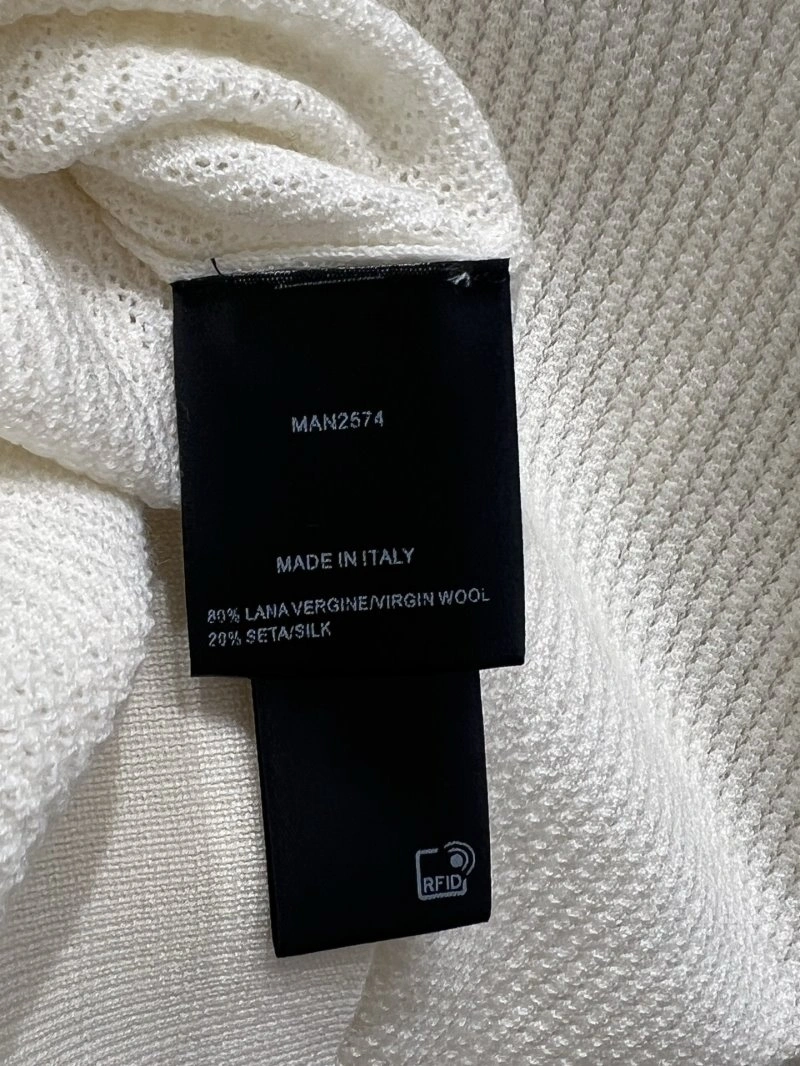 MAN2574
MADE IN ITALY
80% LANA VERGINE/VIRGIN WOOL
20% SETA/SILK
RFID